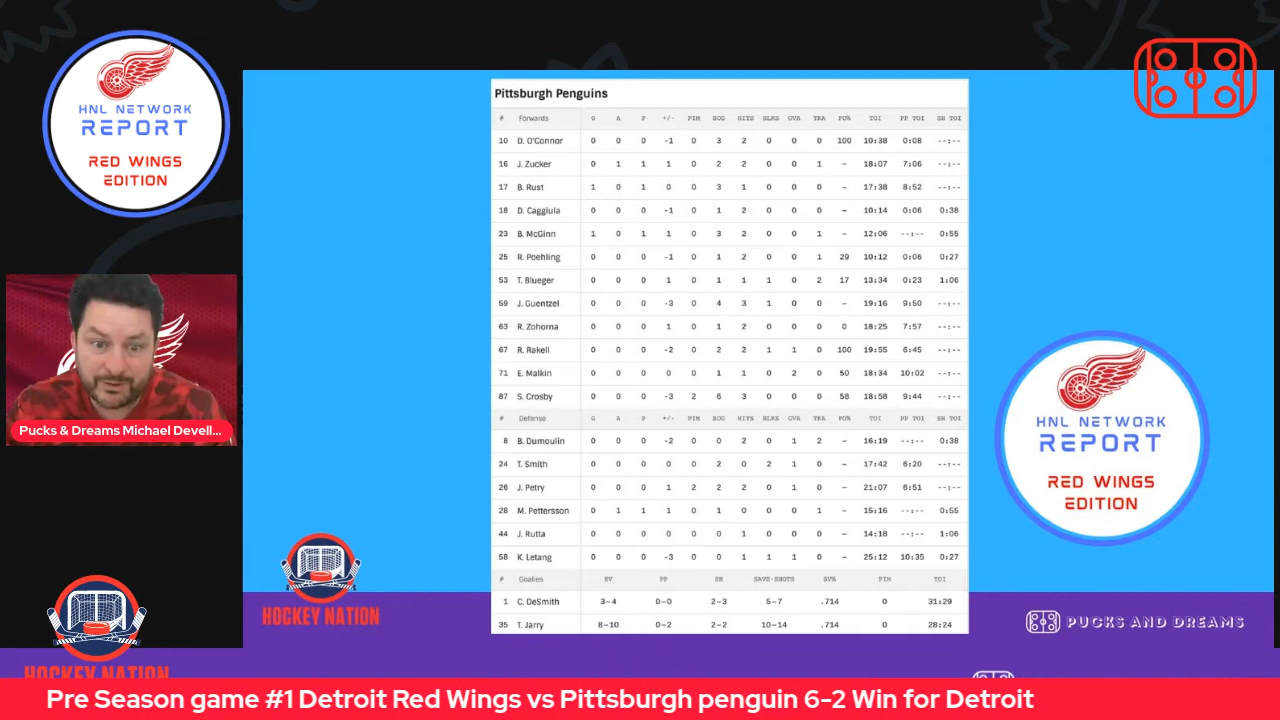 HNL NETWORK
REPORT
RED WINGS
EDITION
Pittsburgh Penguins
# Forwards G A P +/- PIM SOG HITS BLKS GVA TKA FO% TOI PP TOI SH TOI
10 D. O'Connor 0 0 0 -1 0 3 2 0 0 0 100 10:38 0:08 --:--
16 J. Zucker 0 1 1 1 0 2 2 0 0 1 – 18:07 7:06 --:--
17 B. Rust 1 0 1 0 0 3 1 0 0 0 – 17:38 8:52 --:--
18 D. Caggiula 0 0 0 -1 0 1 2 0 0 0 – 10:14 0:06 0:38
23 B. McGinn 1 0 1 1 0 3 2 0 0 1 – 12:06 --:-- 0:55
25 R. Poehling 0 0 0 -1 0 1 2 0 0 1 29 10:12 0:06 0:27
53 T. Blueger 0 0 0 1 0 1 1 1 0 2 17 13:34 0:23 1:06
59 J. Guentzel 0 0 0 -3 0 4 3 1 0 0 – 19:16 9:50 --:--
63 R. Zohorna 0 0 0 1 0 1 2 0 0 0 0 18:25 7:57 --:--
67 R. Rakell 0 0 0 -2 0 2 2 1 1 0 100 19:55 6:45 --:--
71 E. Malkin 0 0 0 0 0 1 1 0 2 0 50 18:34 10:02 --:--
87 S. Crosby 0 0 0 -3 2 6 3 0 0 0 58 18:58 9:44 --:--
# Defense G A P +/- PIM SOG HITS BLKS GVA TKA FO% TOI PP TOI SH TOI
8 B. Dumoulin 0 0 0 -2 0 0 2 0 1 2 – 16:19 --:-- 0:38
24 T. Smith 0 0 0 0 0 2 0 2 1 0 – 17:42 6:20 --:--
26 J. Petry 0 0 0 1 2 2 2 0 1 0 – 21:07 6:51 --:--
28 M. Pettersson 0 1 1 1 0 1 0 0 0 1 – 15:16 --:-- 0:55
44 J. Rutta 0 0 0 0 0 0 1 0 0 0 – 14:18 --:-- 1:06
58 K. Letang 0 0 0 -3 0 0 1 1 1 0 – 25:12 10:35 0:27
# Goalies EV PP SH SAVE-SHOTS SV% PIM TOI
1 C. DeSmith 3-4 0-0 2-3 5-7 .714 0 31:29
35 T. Jarry 8-10 0-2 2-2 10-14 .714 0 28:24
Pucks & Dreams Michael Devell...
HNL NETWORK
REPORT
RED WINGS
EDITION
HOCKEY NATION
PUCKS AND DREAMS
HOCKEY NATION
Pre Season game #1 Detroit Red Wings vs Pittsburgh penguin 6-2 Win for Detroit